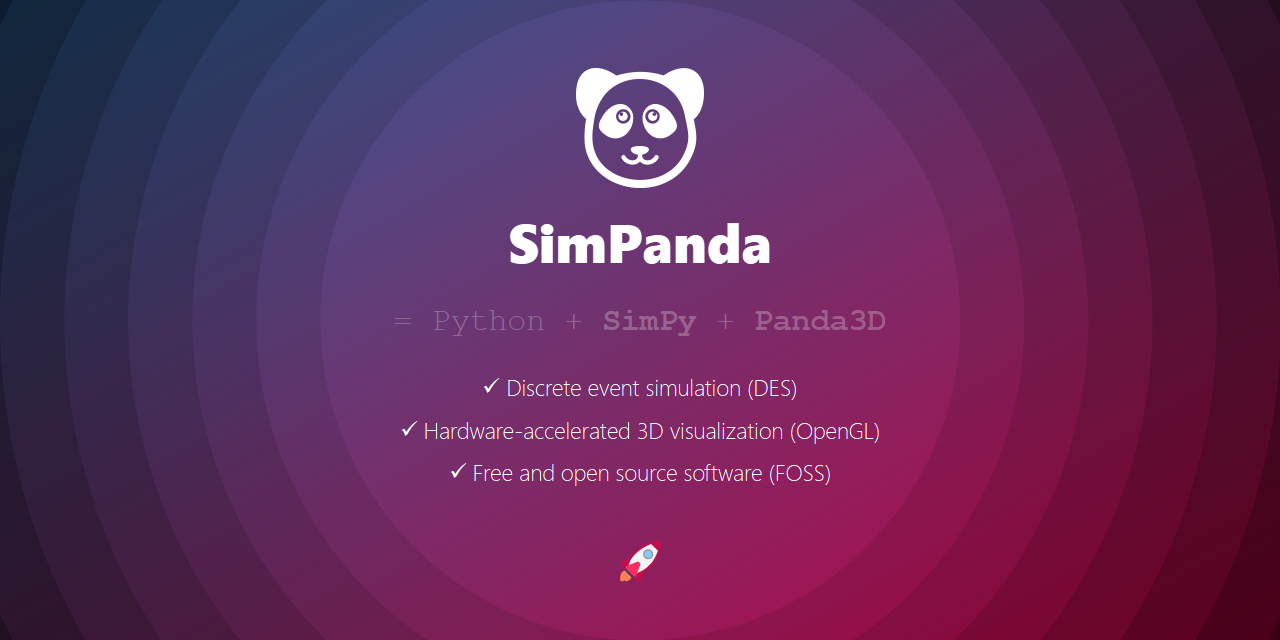 SimPanda
= Python + SimPy + Panda3D
✓ Discrete event simulation (DES)
✓ Hardware-accelerated 3D visualization (OpenGL)
✓ Free and open source software (FOSS)